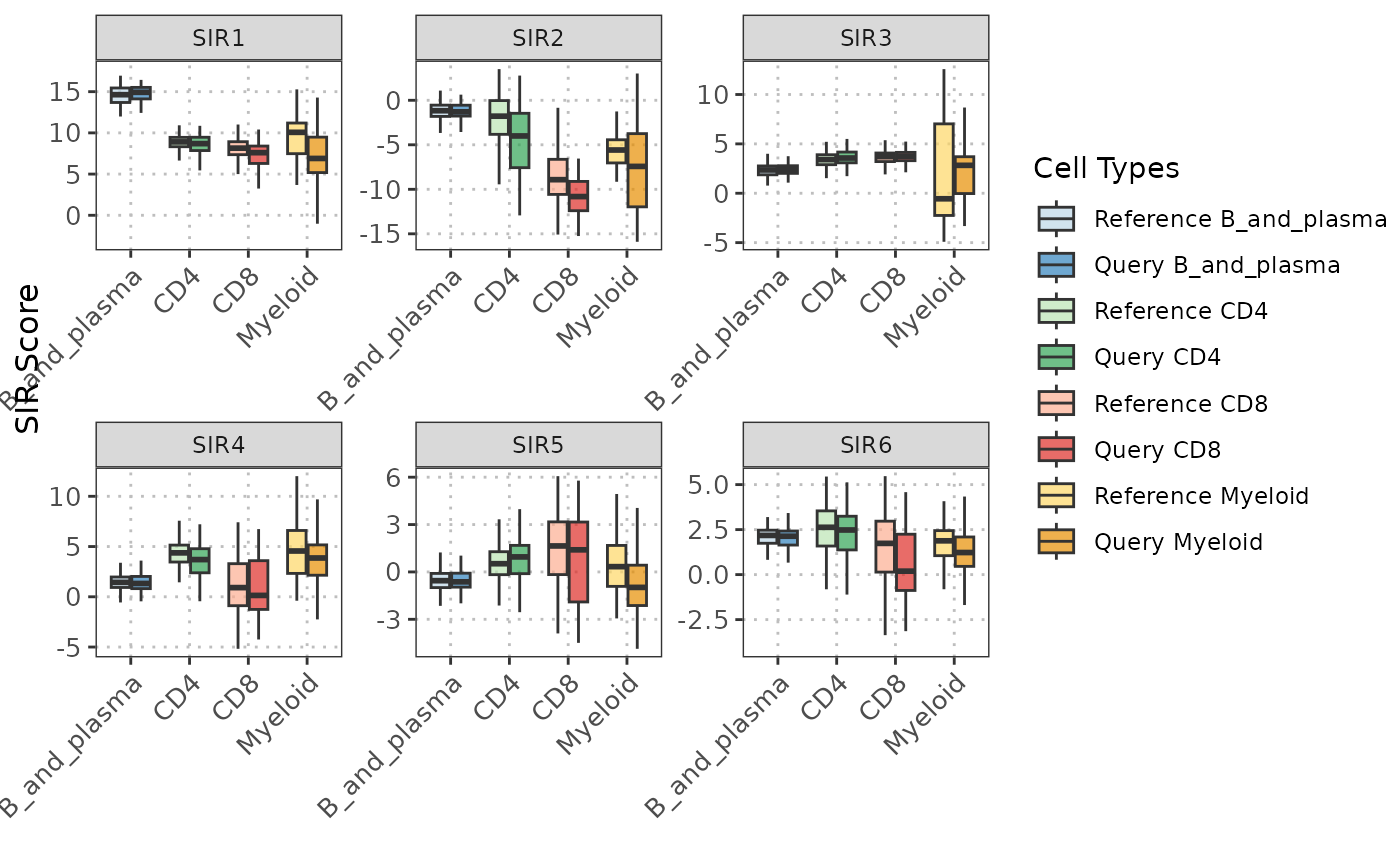 SIR1
SIR2
SIR3
15
10
5
0
0
-5
-10
-15
10
5
0
-5
B_and_plasma
CD4
CD8
Myeloid
B_and_plasma
CD4
CD8
Myeloid
B_and_plasma
CD4
CD8
Myeloid
SIR Score
SIR4
SIR5
SIR6
10
5
0
-5
6
3
0
-3
5.0
2.5
0.0
-2.5
B_and_plasma
CD4
CD8
Myeloid
B_and_plasma
CD4
CD8
Myeloid
B_and_plasma
CD4
CD8
Myeloid
Cell Types
Reference B_and_plasma
Query B_and_plasma
Reference CD4
Query CD4
Reference CD8
Query CD8
Reference Myeloid
Query Myeloid